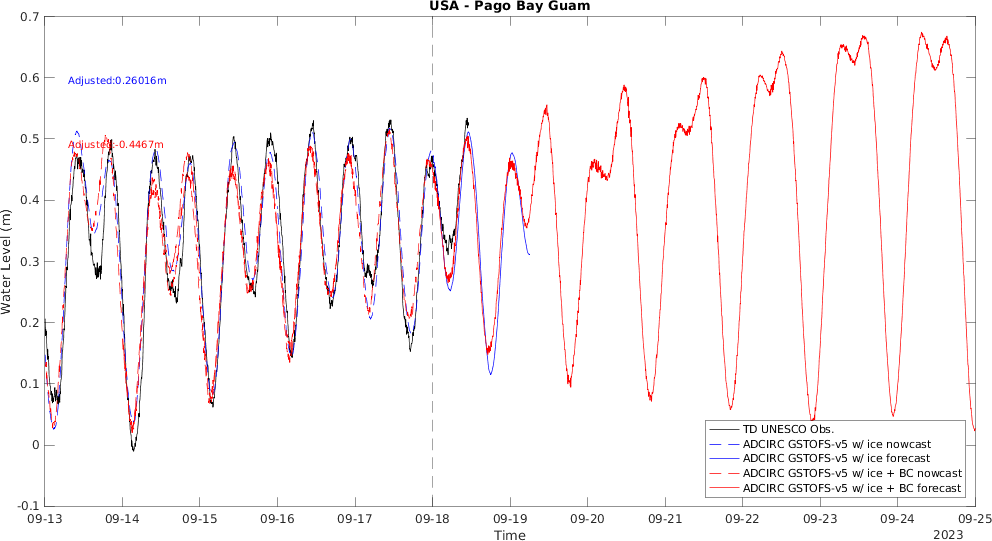 USA - Pago Bay Guam
0.7
0.6
0.5
0.4
0.3
0.2
0.1
0
-0.1
Water Level (m)
Adjusted:0.26016m
Adjusted:-0.4467m
TD UNESCO Obs.
ADCIRC GSTOFS-v5 w/ ice nowcast
ADCIRC GSTOFS-v5 w/ ice forecast
ADCIRC GSTOFS-v5 w/ ice + BC nowcast
ADCIRC GSTOFS-v5 w/ ice + BC forecast
09-13 09-14 09-15 09-16 09-17 09-18 09-19 09-20 09-21 09-22 09-23 09-24 09-25
Time
2023